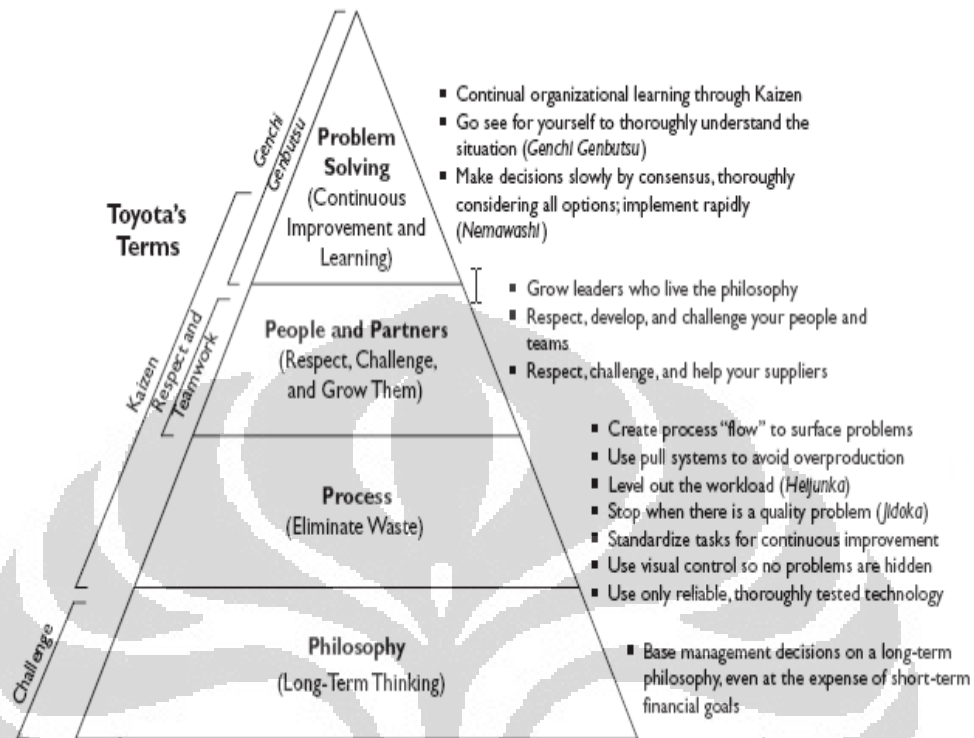 Toyota's
Terms
Genchi
Genbutsu
Kaizen
Respect and
Teamwork
Challenge
Problem
Solving
(Continuous
Improvement and
Learning)
▪ Continual organizational learning through Kaizen
▪ Go see for yourself to thoroughly understand the
situation (Genchi Genbutsu)
▪ Make decisions slowly by consensus, thoroughly
considering all options; implement rapidly
(Nemawashi)
People and Partners
(Respect, Challenge,
and Grow Them)
▪ Grow leaders who live the philosophy
▪ Respect, develop, and challenge your people and
teams
▪ Respect, challenge, and help your suppliers
Process
(Eliminate Waste)
▪ Create process “flow” to surface problems
▪ Use pull systems to avoid overproduction
▪ Level out the workload (Heijunka)
▪ Stop when there is a quality problem (Jidoka)
▪ Standardize tasks for continuous improvement
▪ Use visual control so no problems are hidden
▪ Use only reliable, thoroughly tested technology
Philosophy
(Long-Term Thinking)
▪ Base management decisions on a long-term
philosophy, even at the expense of short-term
financial goals